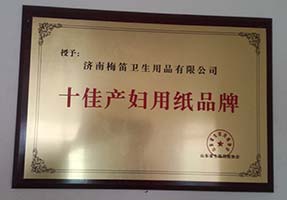 授予：
济南梅笛卫生用品有限公司
十佳产妇用纸品牌